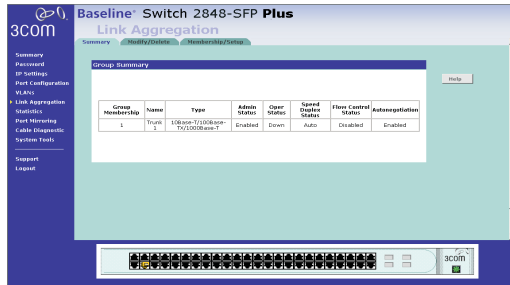 3COM
Baseline Switch 2848-SFP Plus
Link Aggregation
Summary Modify/Delete Membership/Setup
Summary
Password
IP Settings
Port Configuration
VLANs
Link Aggregation
Statistics
Port Mirroring
Cable Diagnostic
System Tools
Support
Logout
Group Summary
Help
Group Membership Name Type Admin Status Oper Status Speed Duplex Status Flow Control Status Autonegotiation
1 Trunk 1 10Base-T/100Base-TX/1000Base-T Enabled Down Auto Disabled Enabled
3COM